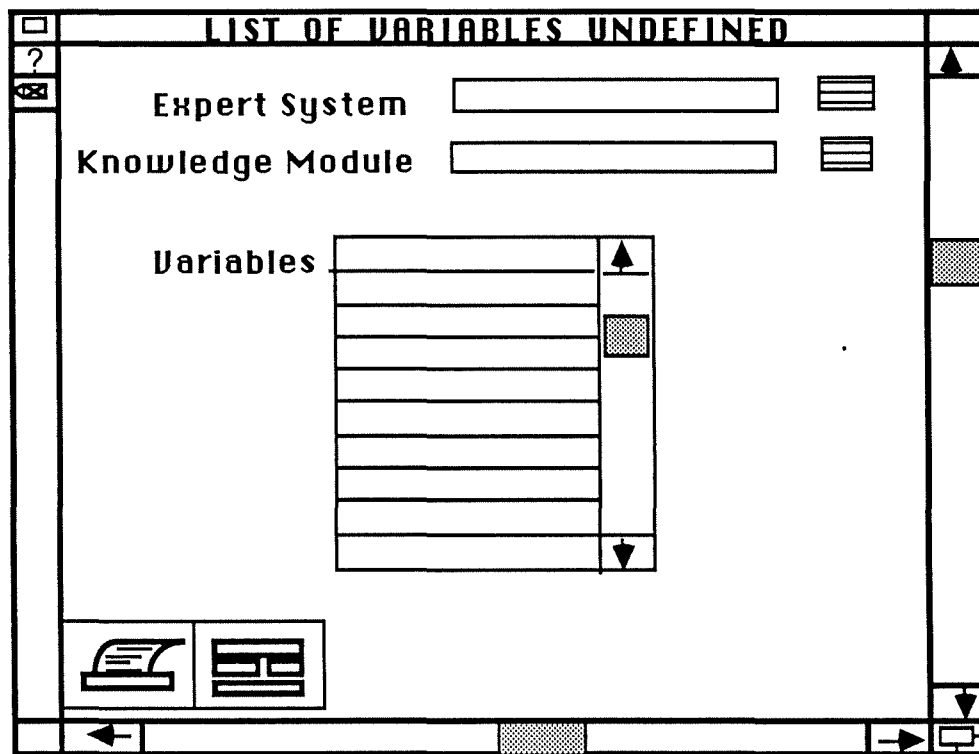 LIST OF VARIABLES UNDEFINED
?
Expert System
Knowledge Module
Variables